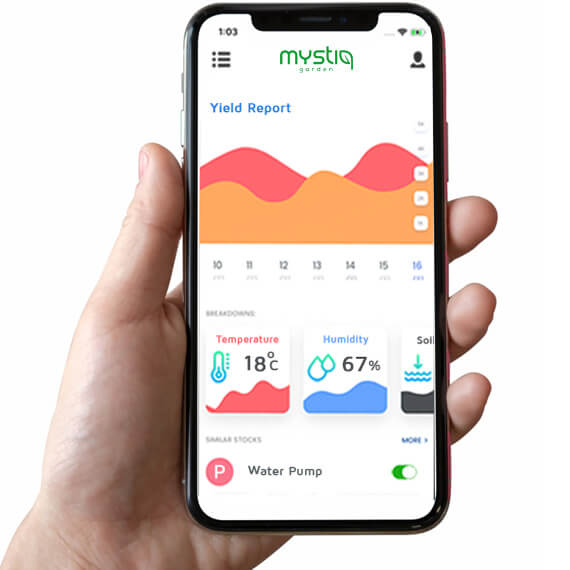 1:03
mystiq
garden
Yield Report
10 11 12 13 14 15 16
BREAKDOWNS:
Temperature Humidity Soil
18°C 67%
SIMILAR STOCKS MORE >
P Water Pump